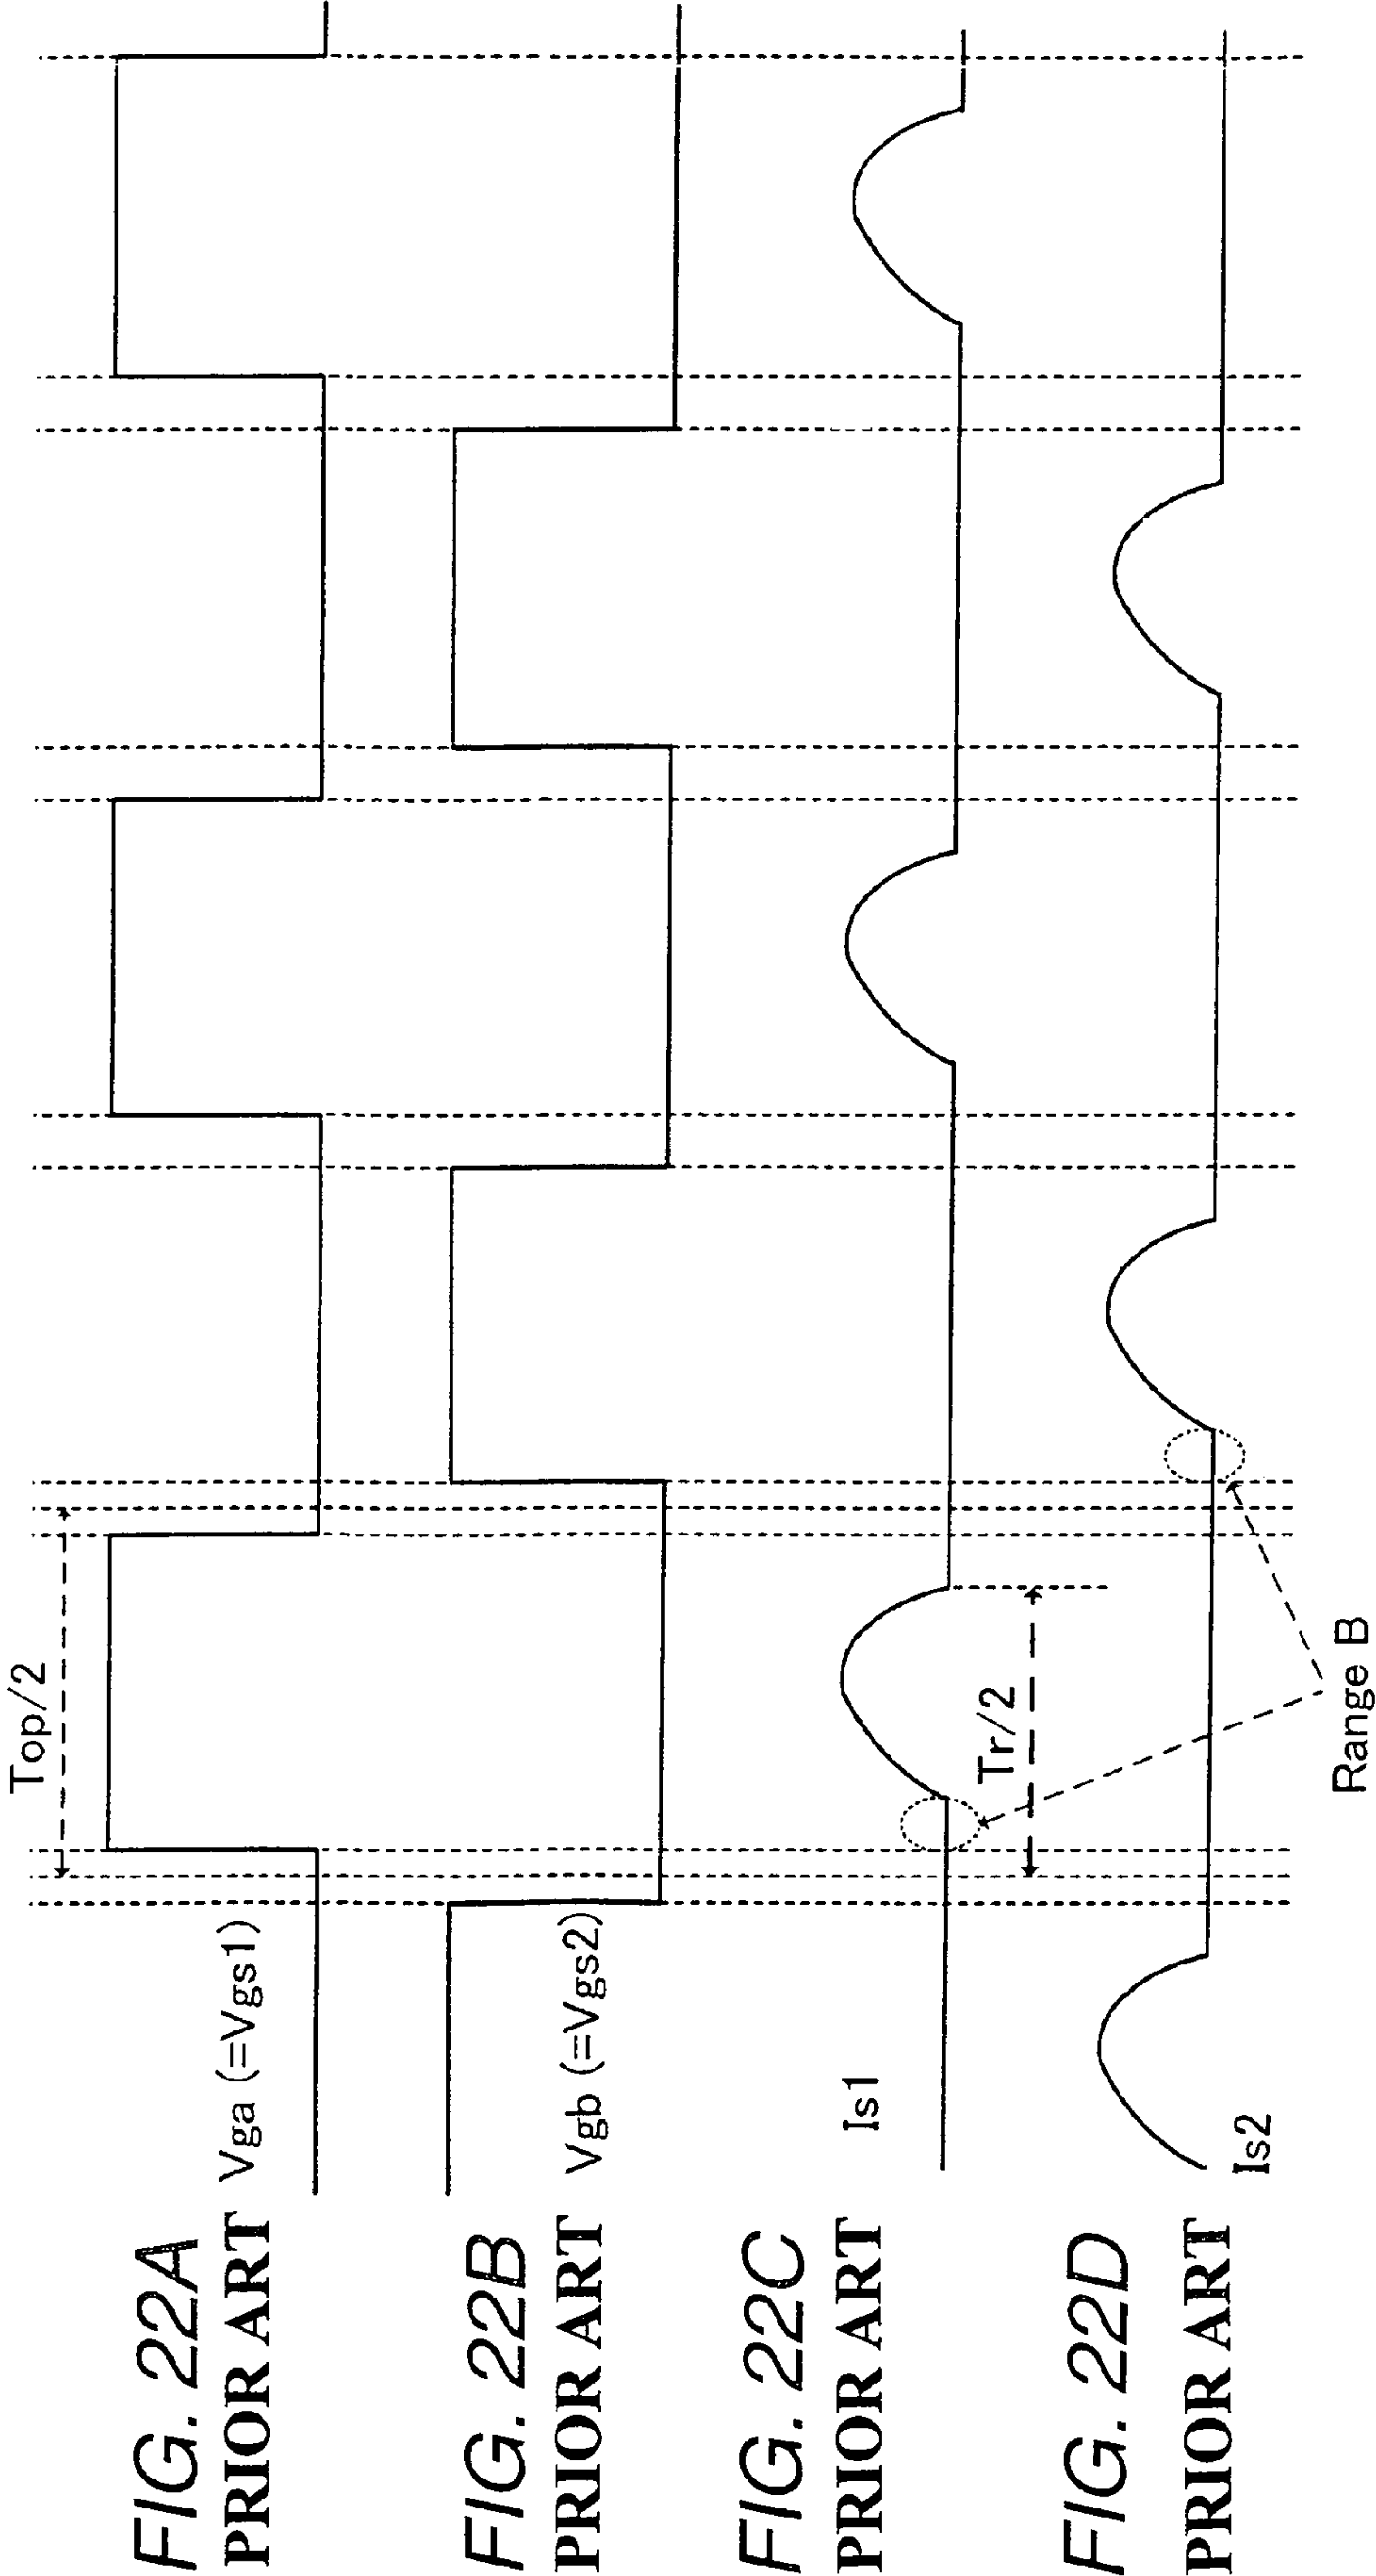 Top/2
FIG. 22A
PRIOR ART
Vga (=Vgs1)
FIG. 22B
PRIOR ART
Vgb (=Vgs2)
FIG. 22C
PRIOR ART
Is1
Tr/2
FIG. 22D
PRIOR ART
Is2
Range B